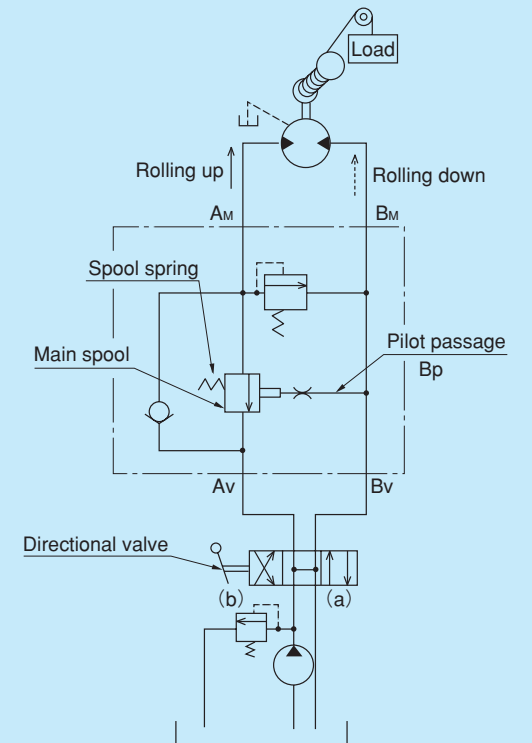 Load
Rolling up
Rolling down
AM
BM
Spool spring
Main spool
Pilot passage
Bp
Av
Bv
Directional valve
(b)
(a)